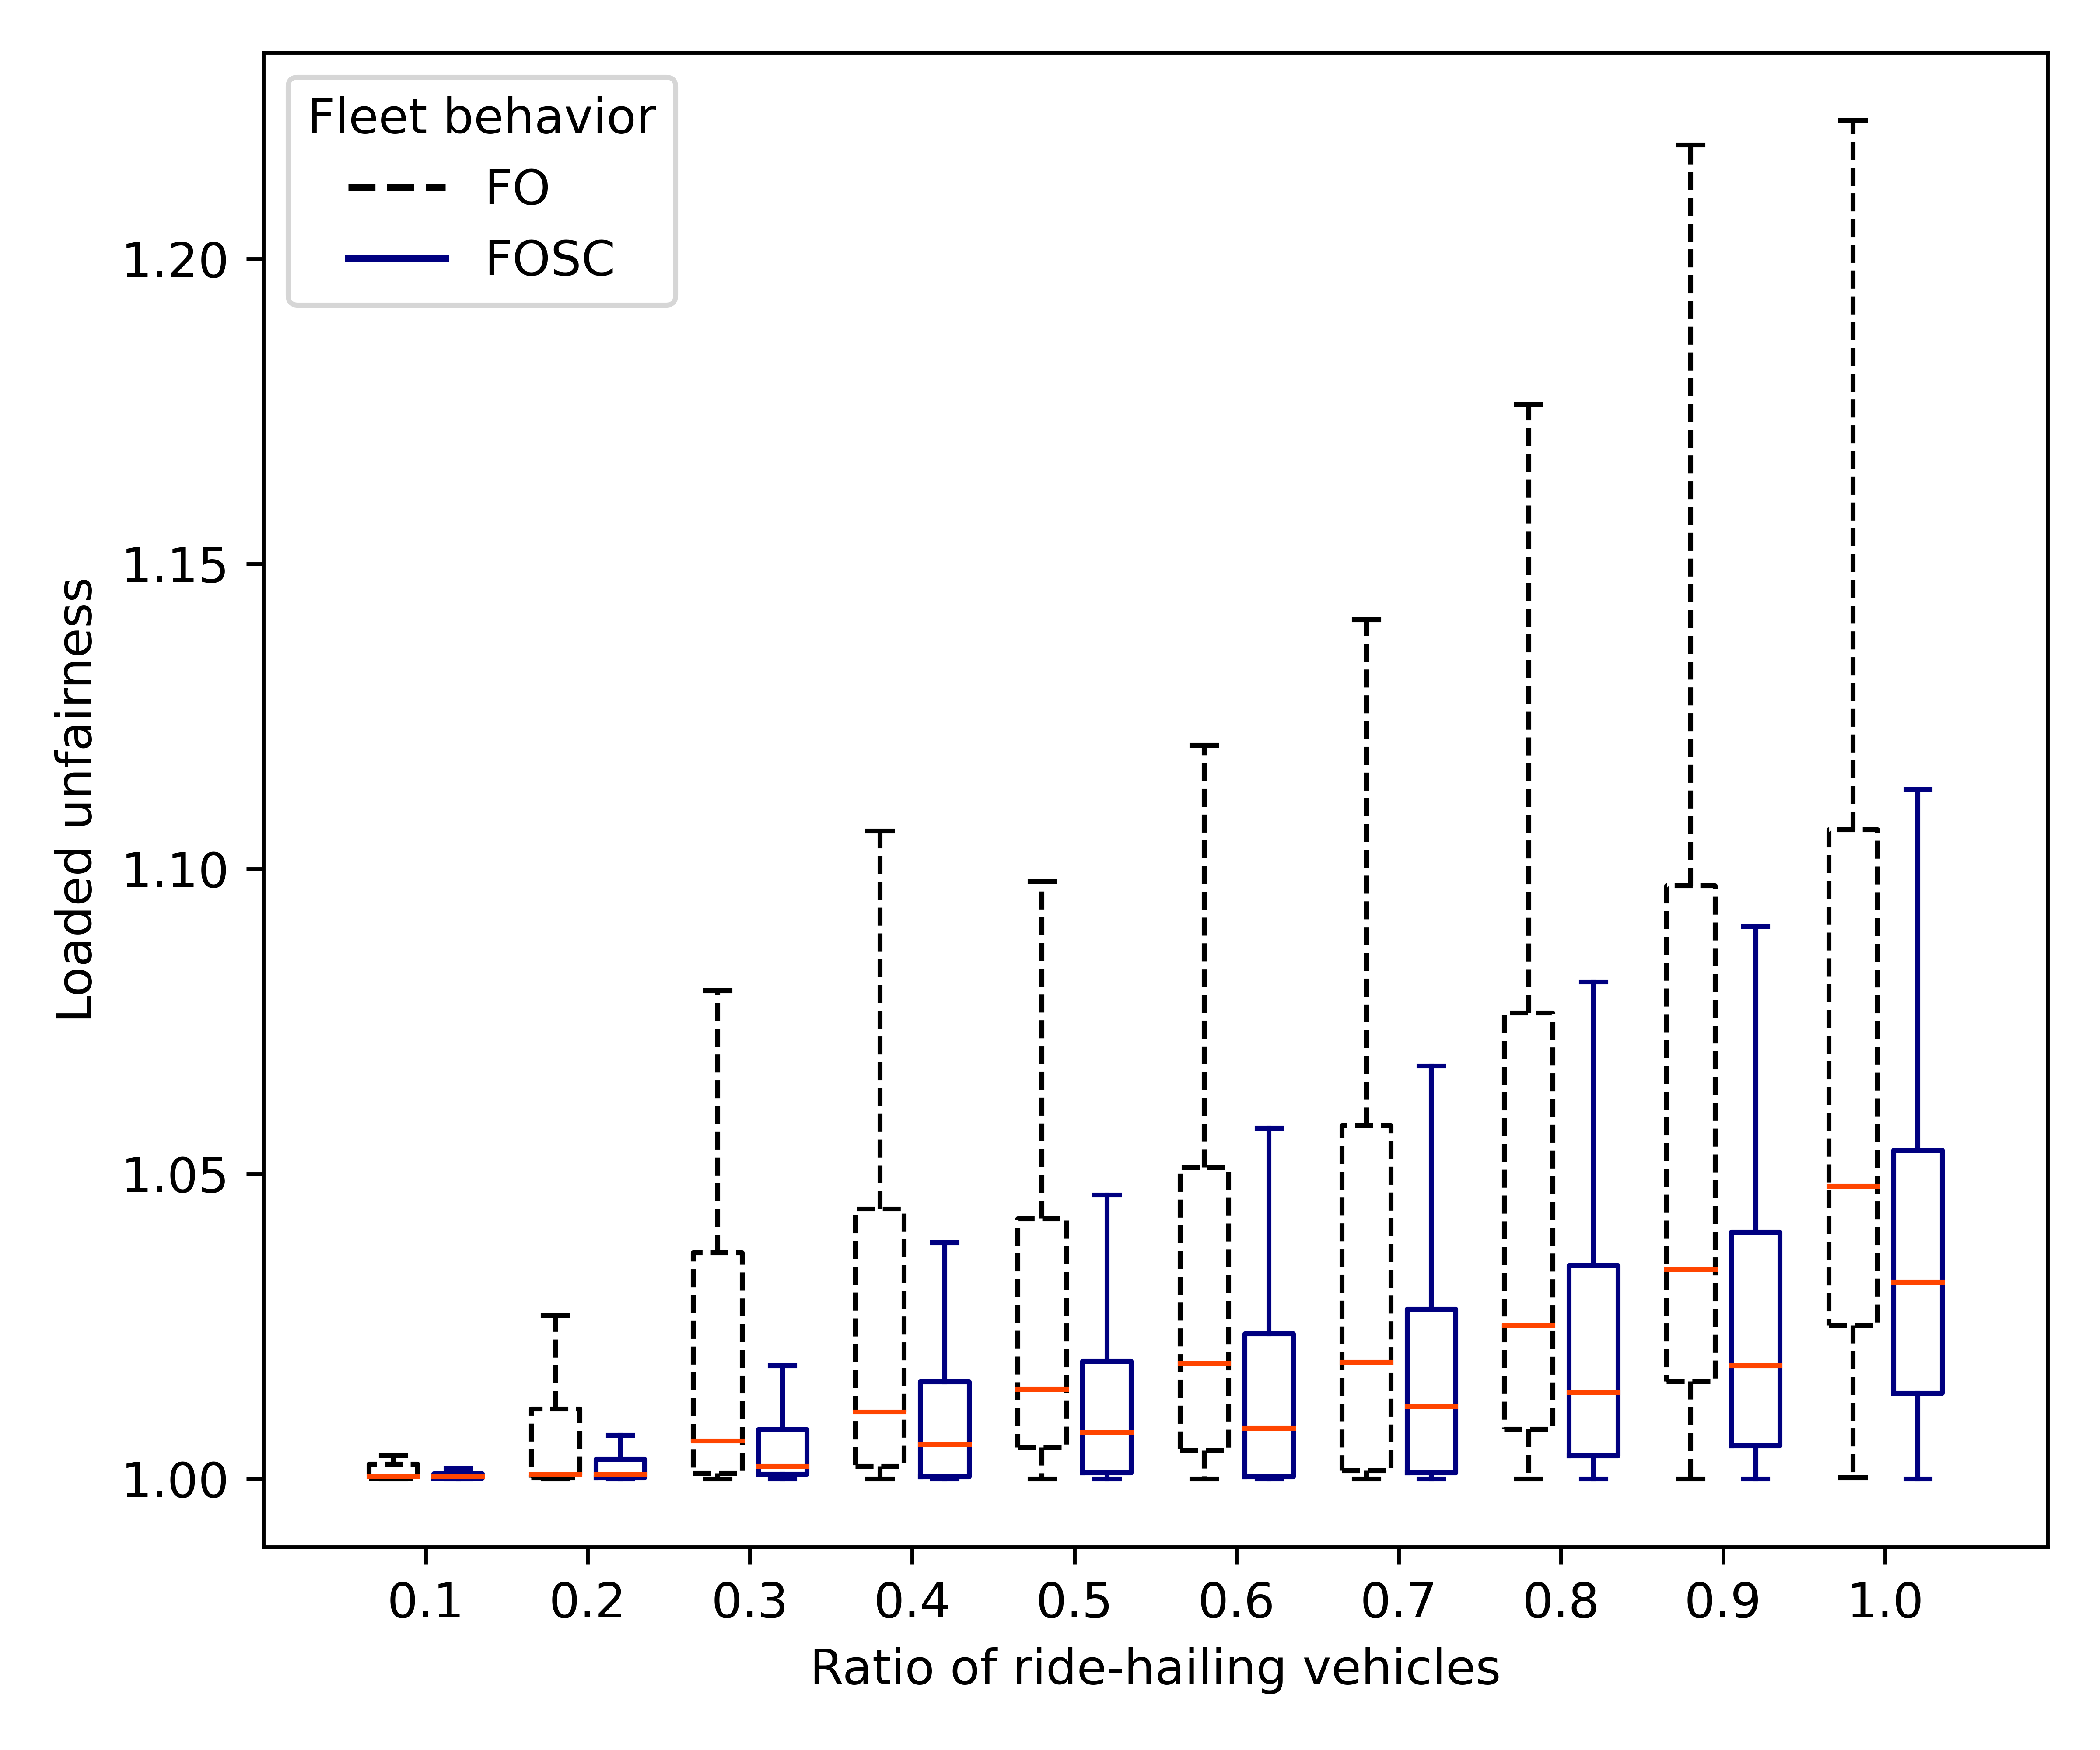 Fleet behavior
FO
FOSC
1.20
1.15
1.10
1.05
1.00
Loaded unfairness
0.1 0.2 0.3 0.4 0.5 0.6 0.7 0.8 0.9 1.0
Ratio of ride-hailing vehicles